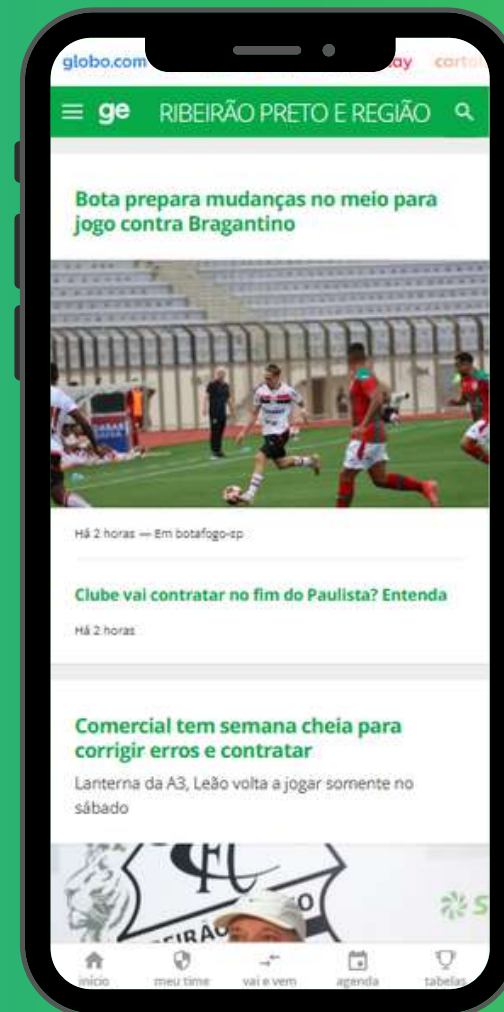 globo.com
ge RIBEIRÃO PRETO E REGIÃO
Bota prepara mudanças no meio para
jogo contra Bragantino
Há 2 horas — Em botafogo-sp
Clube vai contratar no fim do Paulista? Entenda
Há 2 horas
Comercial tem semana cheia para
corrigir erros e contratar
Lanterna da A3, Leão volta a jogar somente no
sábado
início meu time vai e vem agenda tabelas